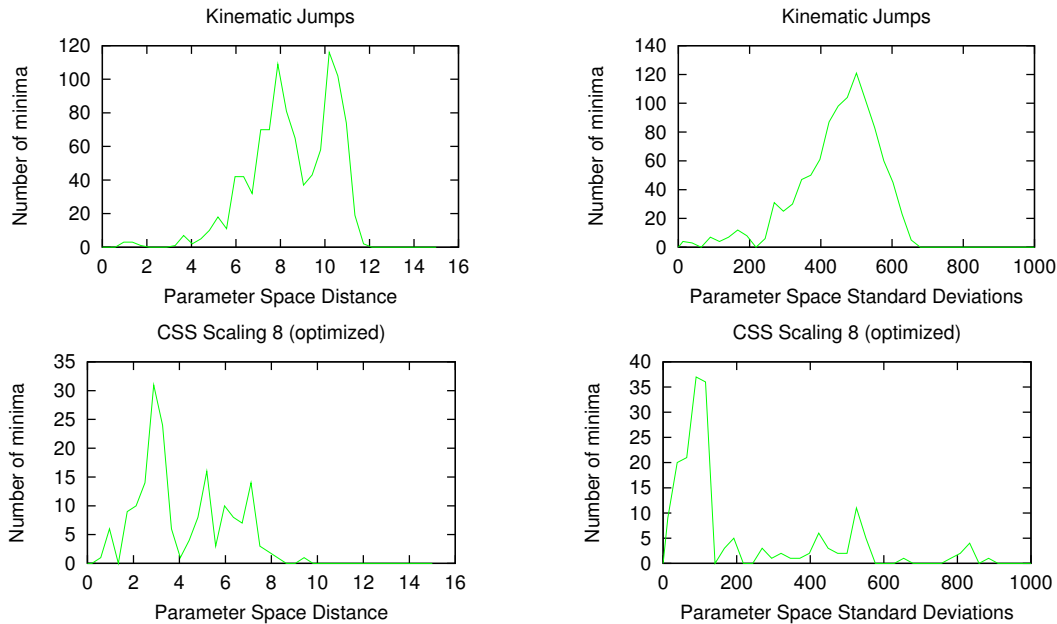 Kinematic Jumps
Number of minima
120
100
80
60
40
20
0
0 2 4 6 8 10 12 14 16
Parameter Space Distance
Kinematic Jumps
Number of minima
140
120
100
80
60
40
20
0
0 200 400 600 800 1000
Parameter Space Standard Deviations
CSS Scaling 8 (optimized)
Number of minima
35
30
25
20
15
10
5
0
0 2 4 6 8 10 12 14 16
Parameter Space Distance
CSS Scaling 8 (optimized)
Number of minima
40
35
30
25
20
15
10
5
0
0 200 400 600 800 1000
Parameter Space Standard Deviations